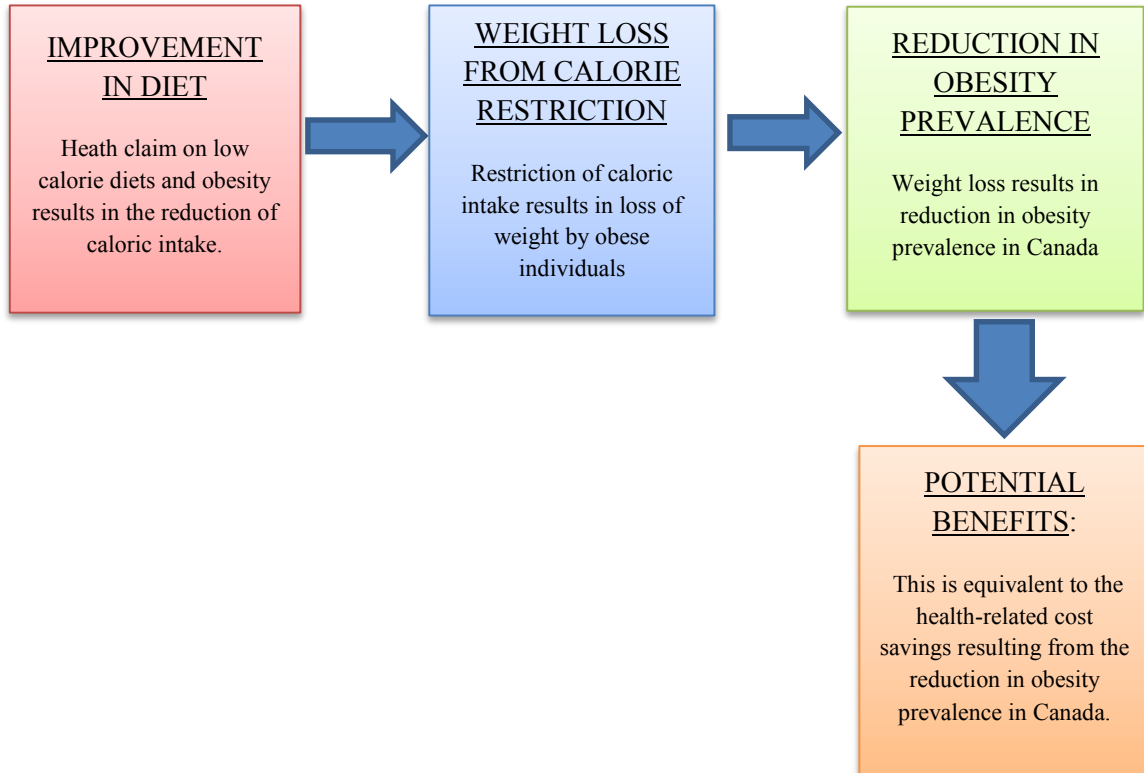 IMPROVEMENT
IN DIET
Heath claim on low
calorie diets and obesity
results in the reduction of
caloric intake.
WEIGHT LOSS
FROM CALORIE
RESTRICTION
Restriction of caloric
intake results in loss of
weight by obese
individuals
REDUCTION IN
OBESITY
PREVALENCE
Weight loss results in
reduction in obesity
prevalence in Canada
POTENTIAL
BENEFITS:
This is equivalent to the
health-related cost
savings resulting from the
reduction in obesity
prevalence in Canada.